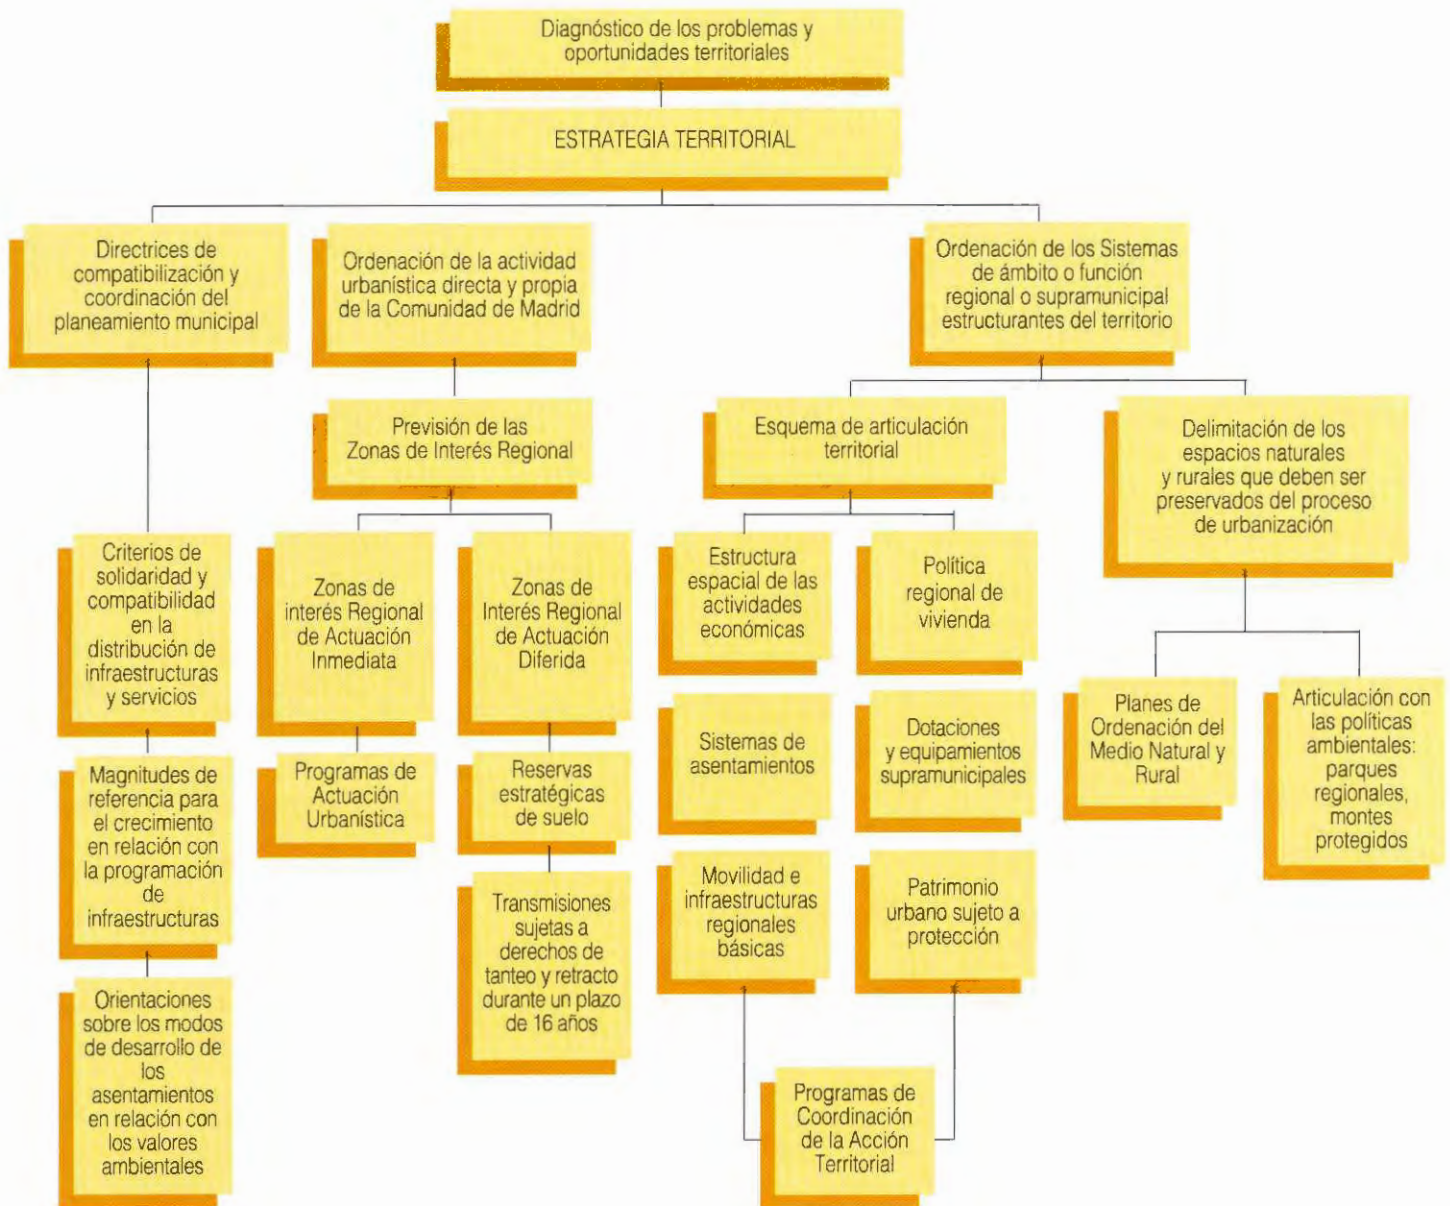 Diagnóstico de los problemas y
oportunidades territoriales
ESTRATEGIA TERRITORIAL
Directrices de
compatibilización y
coordinación del
planeamiento municipal
Ordenación de la actividad
urbanística directa y propia
de la Comunidad de Madrid
Ordenación de los Sistemas
de ámbito o función
regional o supramunicipal
estructurantes del territorio
Previsión de las
Zonas de Interés Regional
Esquema de articulación
territorial
Delimitación de los
espacios naturales
y rurales que deben ser
preservados del proceso
de urbanización
Criterios de
solidaridad y
compatibilidad
en la
distribución de
infraestructuras
y servicios
Zonas de
interés Regional
de Actuación
Inmediata
Zonas de
Interés Regional
de Actuación
Diferida
Estructura
espacial de las
actividades
económicas
Política
regional de
vivienda
Planes de
Ordenación del
Medio Natural y
Rural
Articulación con
las políticas
ambientales:
parques
regionales,
montes
protegidos
Magnitudes de
referencia para
el crecimiento
en relación con
la programación
de
infraestructuras
Programas de
Actuación
Urbanística
Reservas
estratégicas
de suelo
Sistemas de
asentamientos
Dotaciones
y equipamientos
supramunicipales
Transmisiones
sujetas a
derechos de
tanteo y retracto
durante un plazo
de 16 años
Movilidad e
infraestructuras
regionales
básicas
Patrimonio
urbano sujeto a
protección
Orientaciones
sobre los modos
de desarrollo de
los
asentamientos
en relación con
los valores
ambientales
Programas de
Coordinación
de la Acción
Territorial